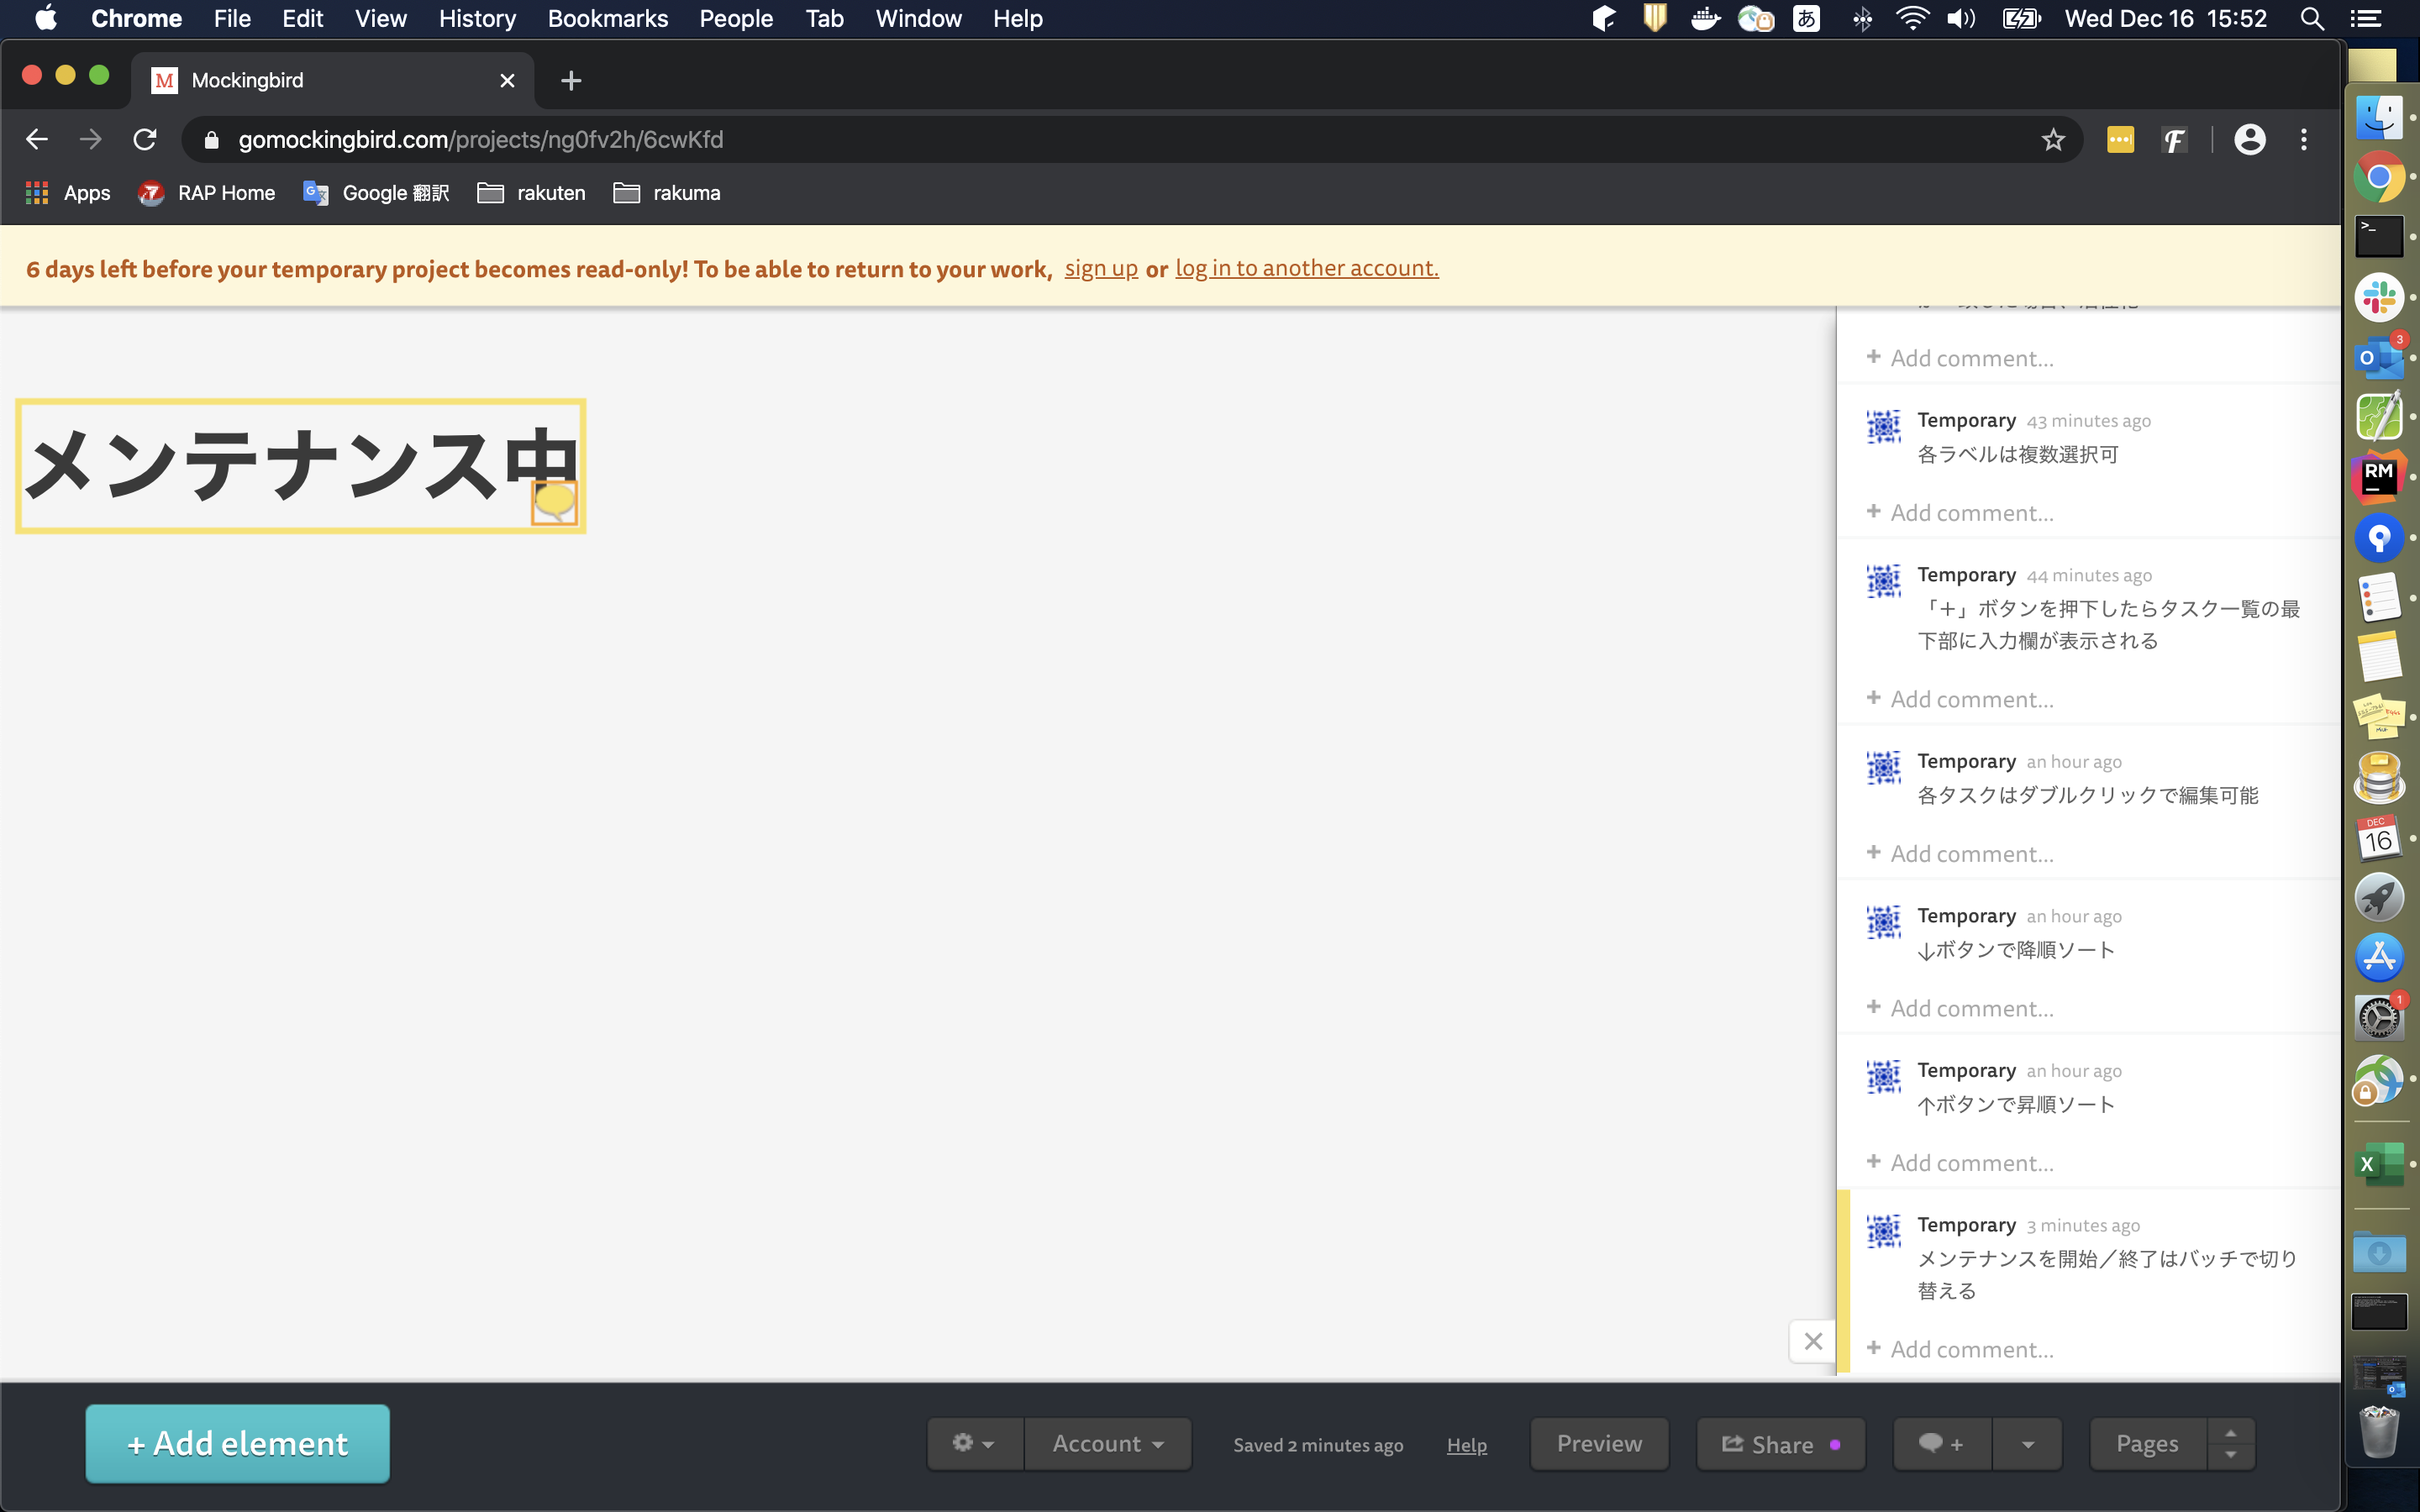 Chrome File Edit View History Bookmarks People Tab Window Help あ Wed Dec 16 15:52
M Mockingbird
gomockingbird.com/projects/ng0fv2h/6cwKfd
Apps RAP Home Google 翻訳 rakuten rakuma
6 days left before your temporary project becomes read-only! To be able to return to your work, sign up or log in to another account.
メンテナンス中
+ Add comment...
Temporary 43 minutes ago
各ラベルは複数選択可
+ Add comment...
Temporary 44 minutes ago
「＋」ボタンを押下したらタスク一覧の最
下部に入力欄が表示される
+ Add comment...
Temporary an hour ago
各タスクはダブルクリックで編集可能
+ Add comment...
Temporary an hour ago
↓ボタンで降順ソート
+ Add comment...
Temporary an hour ago
↑ボタンで昇順ソート
+ Add comment...
Temporary 3 minutes ago
メンテナンスを開始／終了はバッチで切り
替える
+ Add comment...
+ Add element
Account
Saved 2 minutes ago
Help
Preview
Share
+
Pages
3
RM
DEC
16
1
X